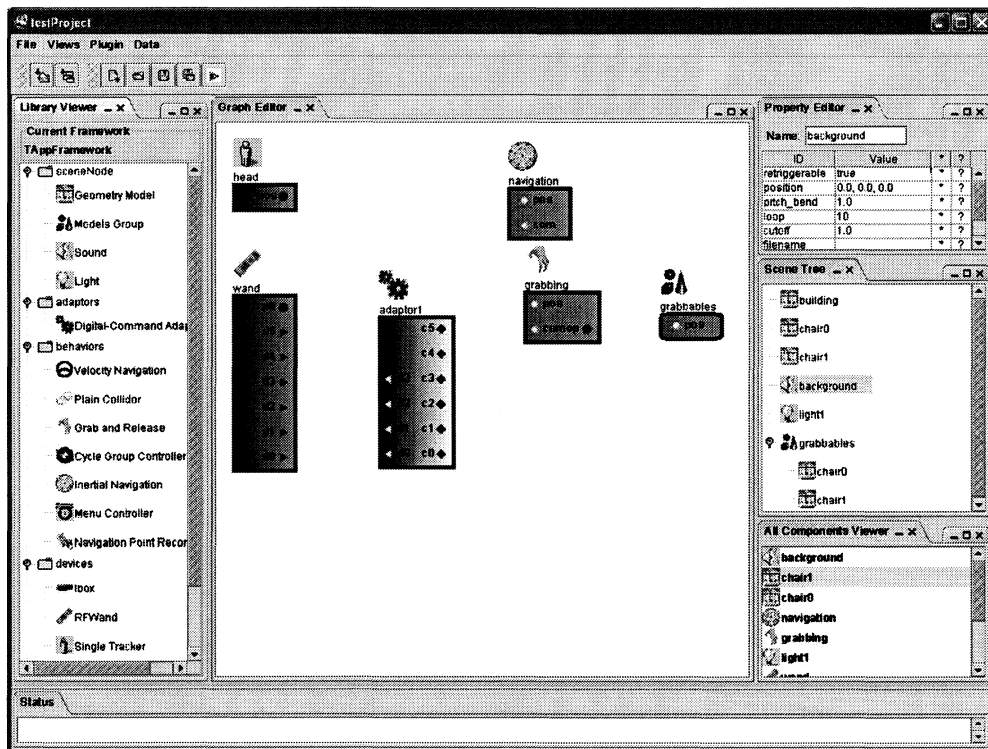 testProject
File Views Plugin Data
Library Viewer
Current Framework
TAppFramework
sceneNode
Geometry Model
Models Group
Sound
Light
adaptors
Digital-Command Adap
behaviors
Velocity Navigation
Plain Collidor
Grab and Release
Cycle Group Controller
Inertial Navigation
Menu Controller
Navigation Point Recor
devices
Ibox
RFWand
Single Tracker
Graph Editor
head
navigation
pos
com
wand
adaptor1
c5
c4
c3
c2
c1
c0
grabbing
pos
grabbables
pos
Property Editor
Name: background
ID Value * ?
retriggerable true * ?
position 0.0, 0.0, 0.0 * ?
pitch_bend 1.0 * ?
loop 10 * ?
cutoff 1.0 * ?
filename * ?
Scene Tree
building
chair0
chair1
background
light1
grabbables
chair0
chair1
All Components Viewer
background
chair1
chair0
navigation
grabbing
light1
wand
Status